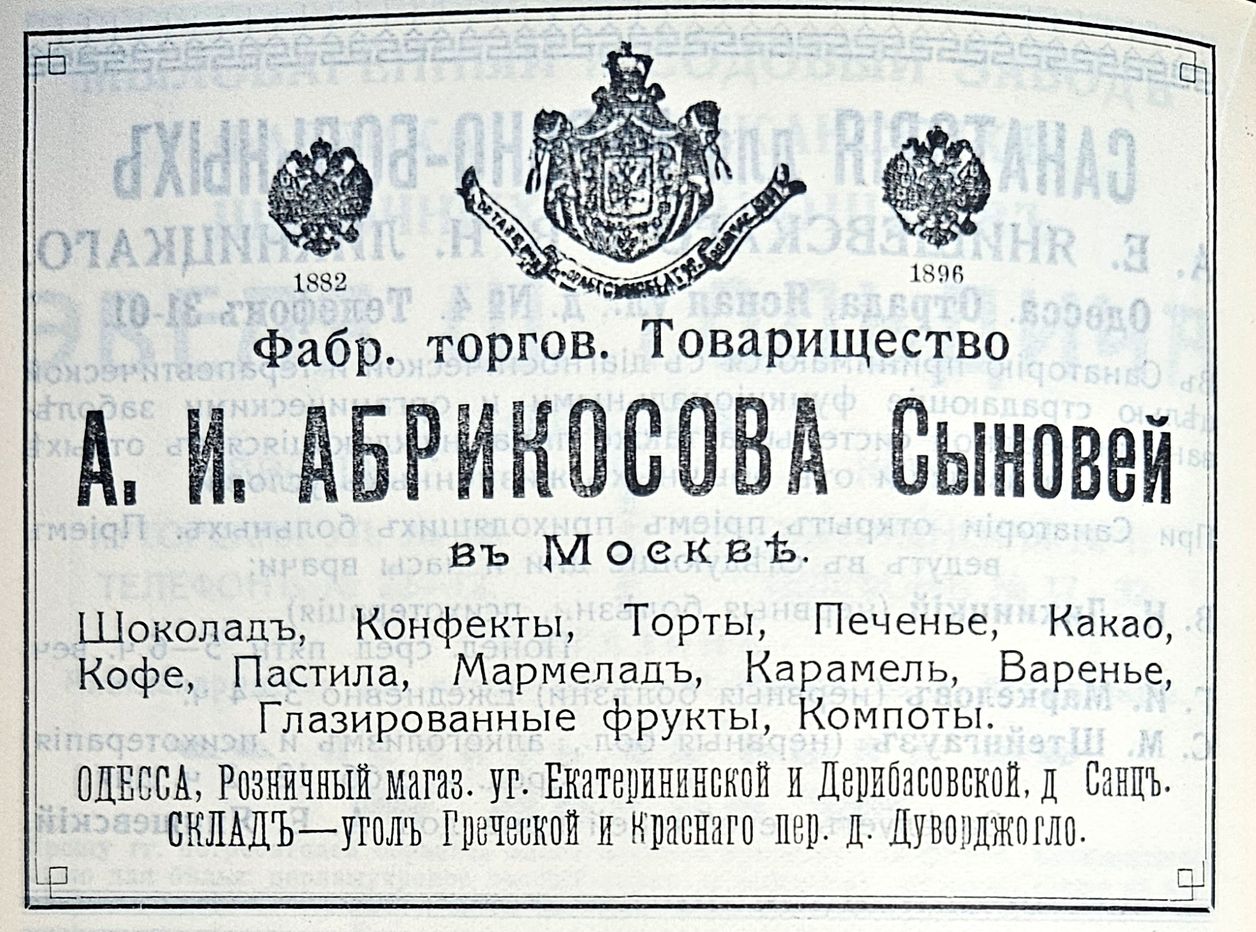 1882
1896
Фабр. торгов. Товарищество
А. И. АБРИКОСОВА Сыновей
въ Москвѣ.
Шоколадъ, Конфекты, Торты, Печенье, Какао,
Кофе, Пастила, Мармеладъ, Карамель, Варенье,
Глазированные фрукты, Компоты.
ОДЕССА, Розничный магаз. уг. Екатерининской и Дерибасовской, д Санцъ.
СКЛАДЪ—уголъ Греческой и Краснаго пер. д. Дуворджогло.